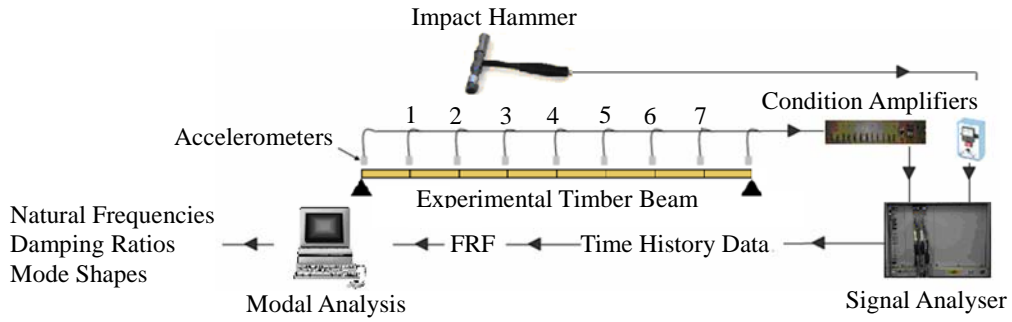 Impact Hammer
Condition Amplifiers
1 2 3 4 5 6 7
Accelerometers
Experimental Timber Beam
Natural Frequencies
Damping Ratios
Mode Shapes
FRF
Time History Data
Modal Analysis
Signal Analyser